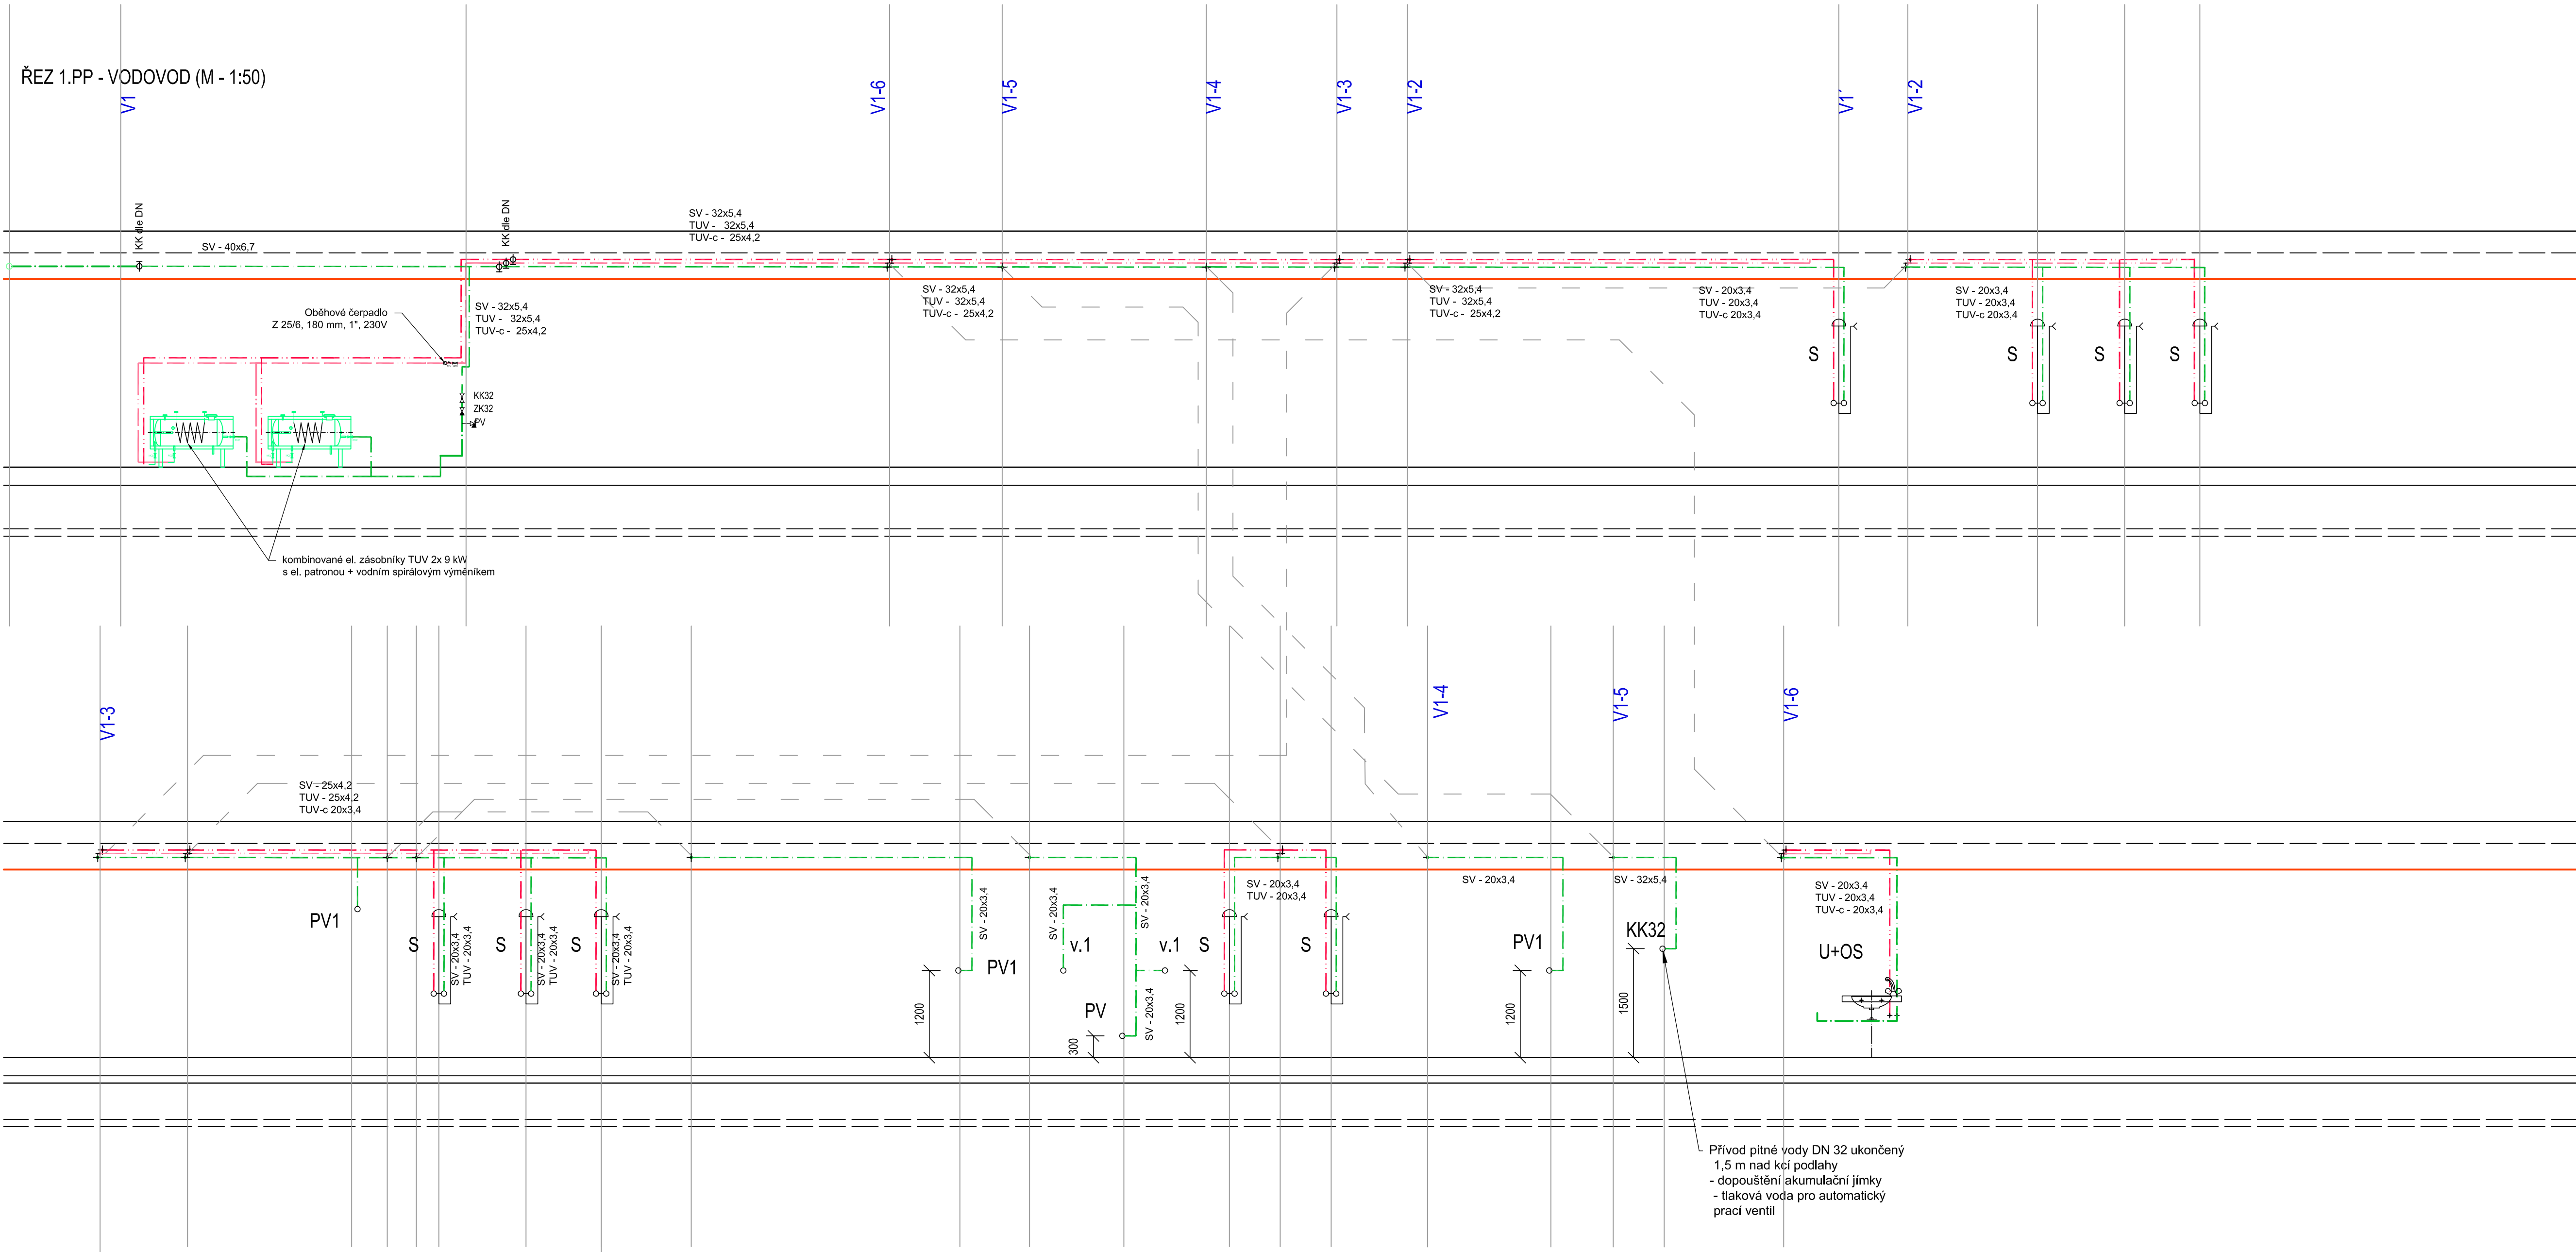 ŘEZ 1.PP - VODOVOD (M - 1:50)
V1
V1-6
V1-5
V1-4
V1-3
V1-2
V1´
V1-2
KK dle DN
SV - 40x6,7
KK dle DN
SV - 32x5,4
TUV - 32x5,4
TUV-c - 25x4,2
Oběhové čerpadlo
Z 25/6, 180 mm, 1", 230V
SV - 32x5,4
TUV - 32x5,4
TUV-c - 25x4,2
SV - 32x5,4
TUV - 32x5,4
TUV-c - 25x4,2
SV - 32x5,4
TUV - 32x5,4
TUV-c - 25x4,2
SV - 20x3,4
TUV - 20x3,4
TUV-c 20x3,4
SV - 20x3,4
TUV - 20x3,4
TUV-c 20x3,4
S
S
S
S
KK32
ZK32
PV
kombinované el. zásobníky TUV 2x 9 kW
s el. patronou + vodním spirálovým výměníkem
V1-3
V1-4
V1-5
V1-6
SV - 25x4,2
TUV - 25x4,2
TUV-c 20x3,4
PV1
S
SV - 20x3,4
TUV - 20x3,4
S
SV - 20x3,4
TUV - 20x3,4
S
SV - 20x3,4
TUV - 20x3,4
SV - 20x3,4
PV1
1200
SV - 20x3,4
v.1
SV - 20x3,4
v.1
PV
SV - 20x3,4
300
1200
S
SV - 20x3,4
TUV - 20x3,4
S
SV - 20x3,4
PV1
1200
SV - 32x5,4
KK32
1500
SV - 20x3,4
TUV - 20x3,4
TUV-c - 20x3,4
U+OS
Přívod pitné vody DN 32 ukončený
1,5 m nad kcí podlahy
- dopouštění akumulační jímky
- tlaková voda pro automatický
prací ventil